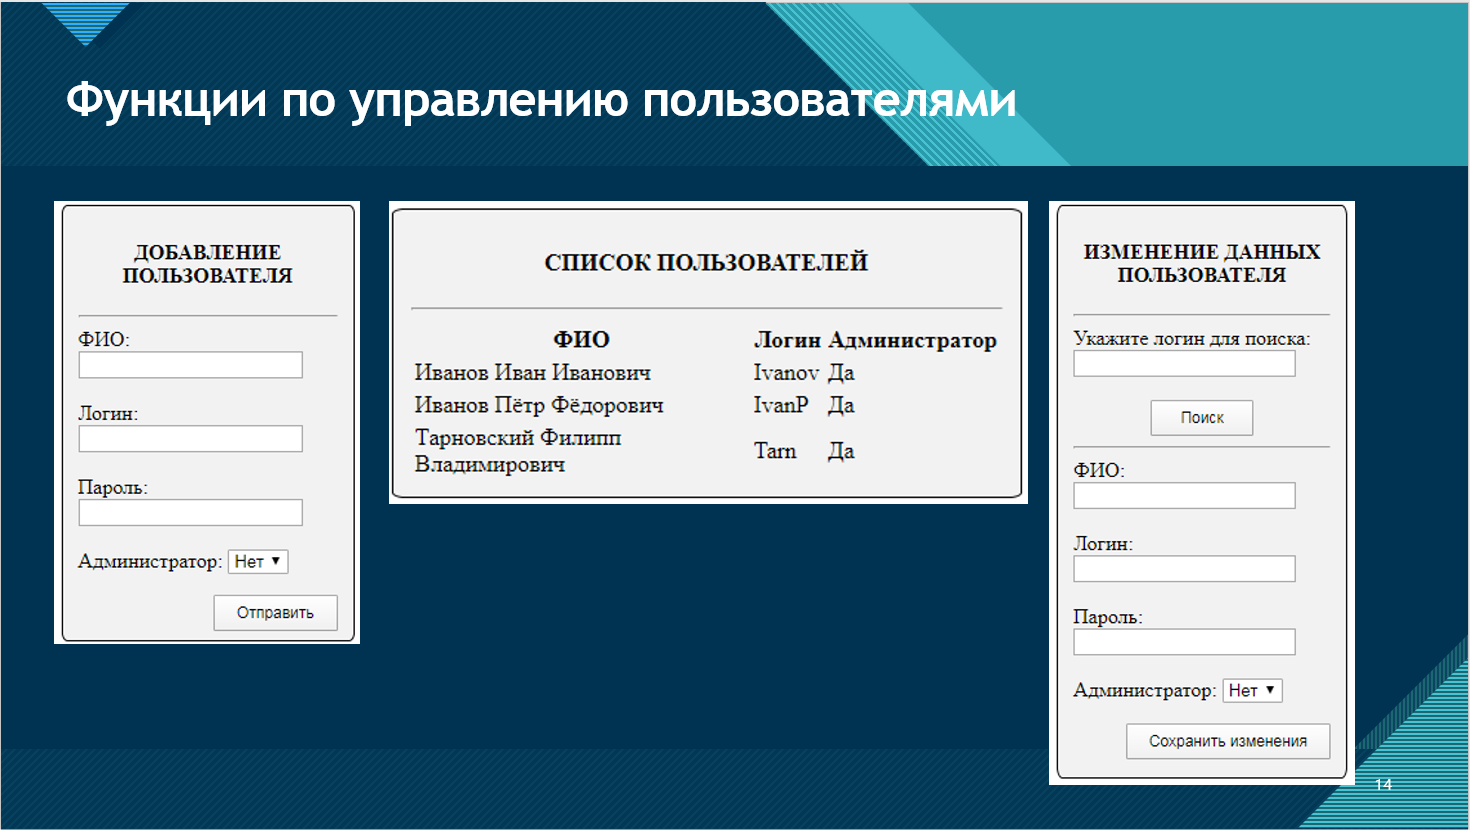 Функции по управлению пользователями
ДОБАВЛЕНИЕ
ПОЛЬЗОВАТЕЛЯ
ФИО:
Логин:
Пароль:
Администратор: Нет
Отправить
СПИСОК ПОЛЬЗОВАТЕЛЕЙ
ФИО Логин Администратор
Иванов Иван Иванович Ivanov Да
Иванов Пётр Фёдорович IvanP Да
Тарновский Филипп
Владимирович Tarn Да
ИЗМЕНЕНИЕ ДАННЫХ
ПОЛЬЗОВАТЕЛЯ
Укажите логин для поиска:
Поиск
ФИО:
Логин:
Пароль:
Администратор: Нет
Сохранить изменения
14